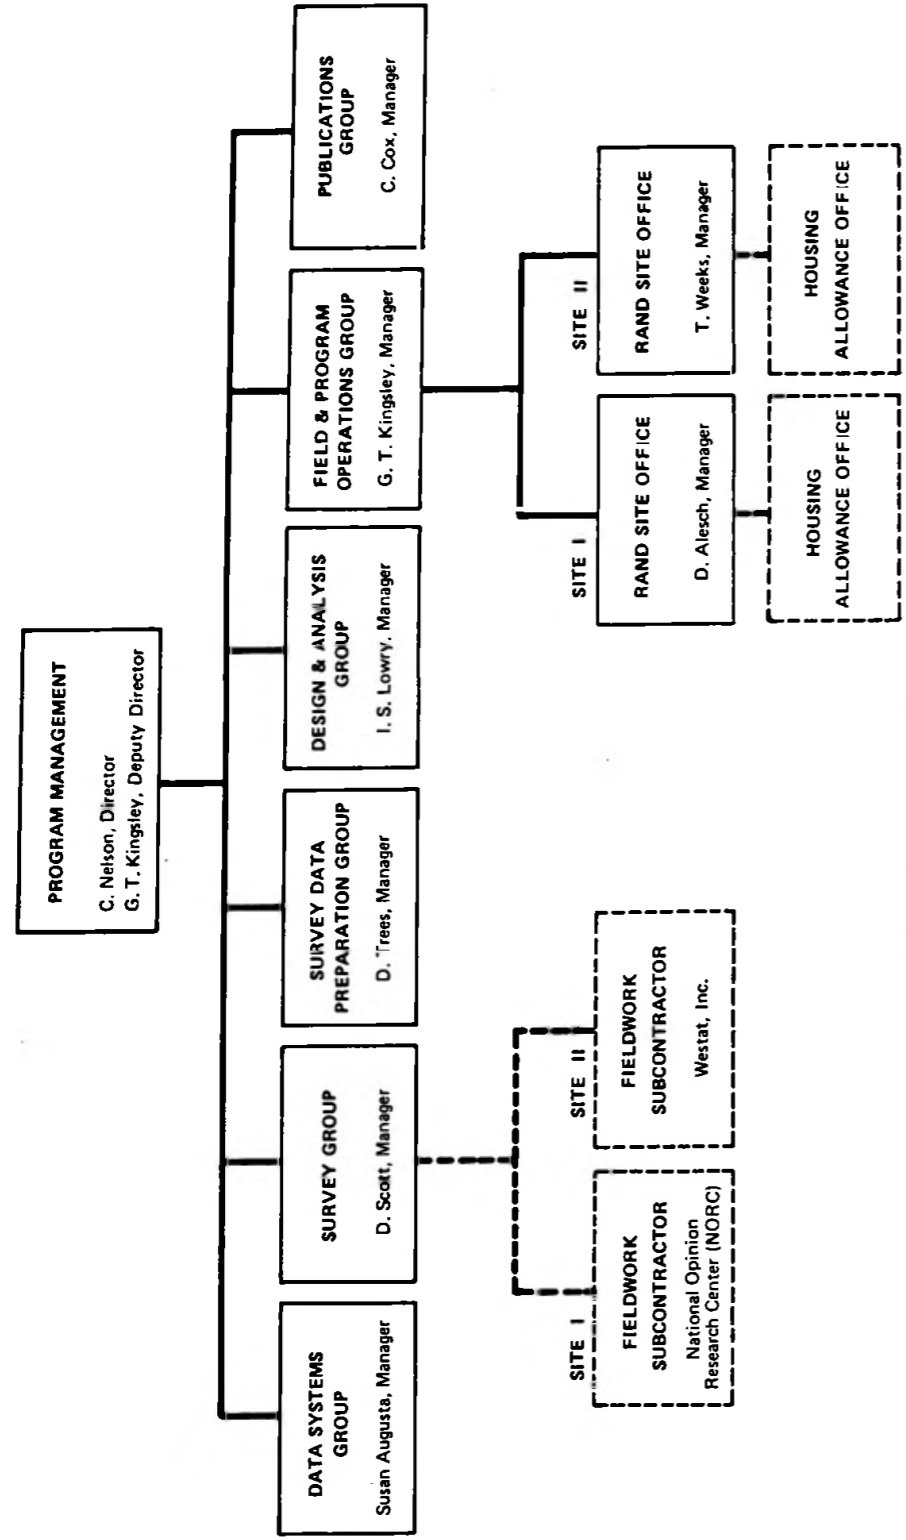 PROGRAM MANAGEMENT
C. Nelson, Director
G. T. Kingsley, Deputy Director
DATA SYSTEMS
GROUP
Susan Augusta, Manager
SURVEY GROUP
D. Scott, Manager
SURVEY DATA
PREPARATION GROUP
D. Trees, Manager
DESIGN & ANALYSIS
GROUP
I. S. Lowry, Manager
FIELD & PROGRAM
OPERATIONS GROUP
G. T. Kingsley, Manager
PUBLICATIONS
GROUP
C. Cox, Manager
SITE I
FIELDWORK
SUBCONTRACTOR
National Opinion
Research Center (NORC)
SITE II
FIELDWORK
SUBCONTRACTOR
Westat, Inc.
SITE I
RAND SITE OFFICE
D. Alesch, Manager
SITE II
RAND SITE OFFICE
T. Weeks, Manager
HOUSING
ALLOWANCE OFFICE
HOUSING
ALLOWANCE OFFICE